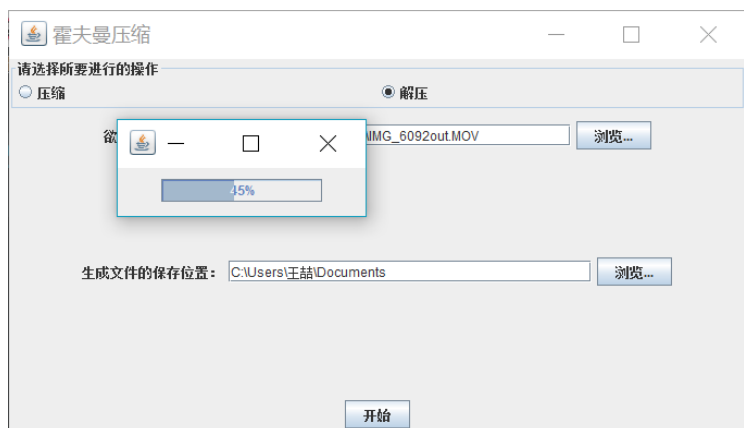 霍夫曼压缩
请选择所要进行的操作
压缩 解压
欲 IMG_6092out.MOV 浏览...
45%
生成文件的保存位置： C:\Users\王喆\Documents 浏览...
开始